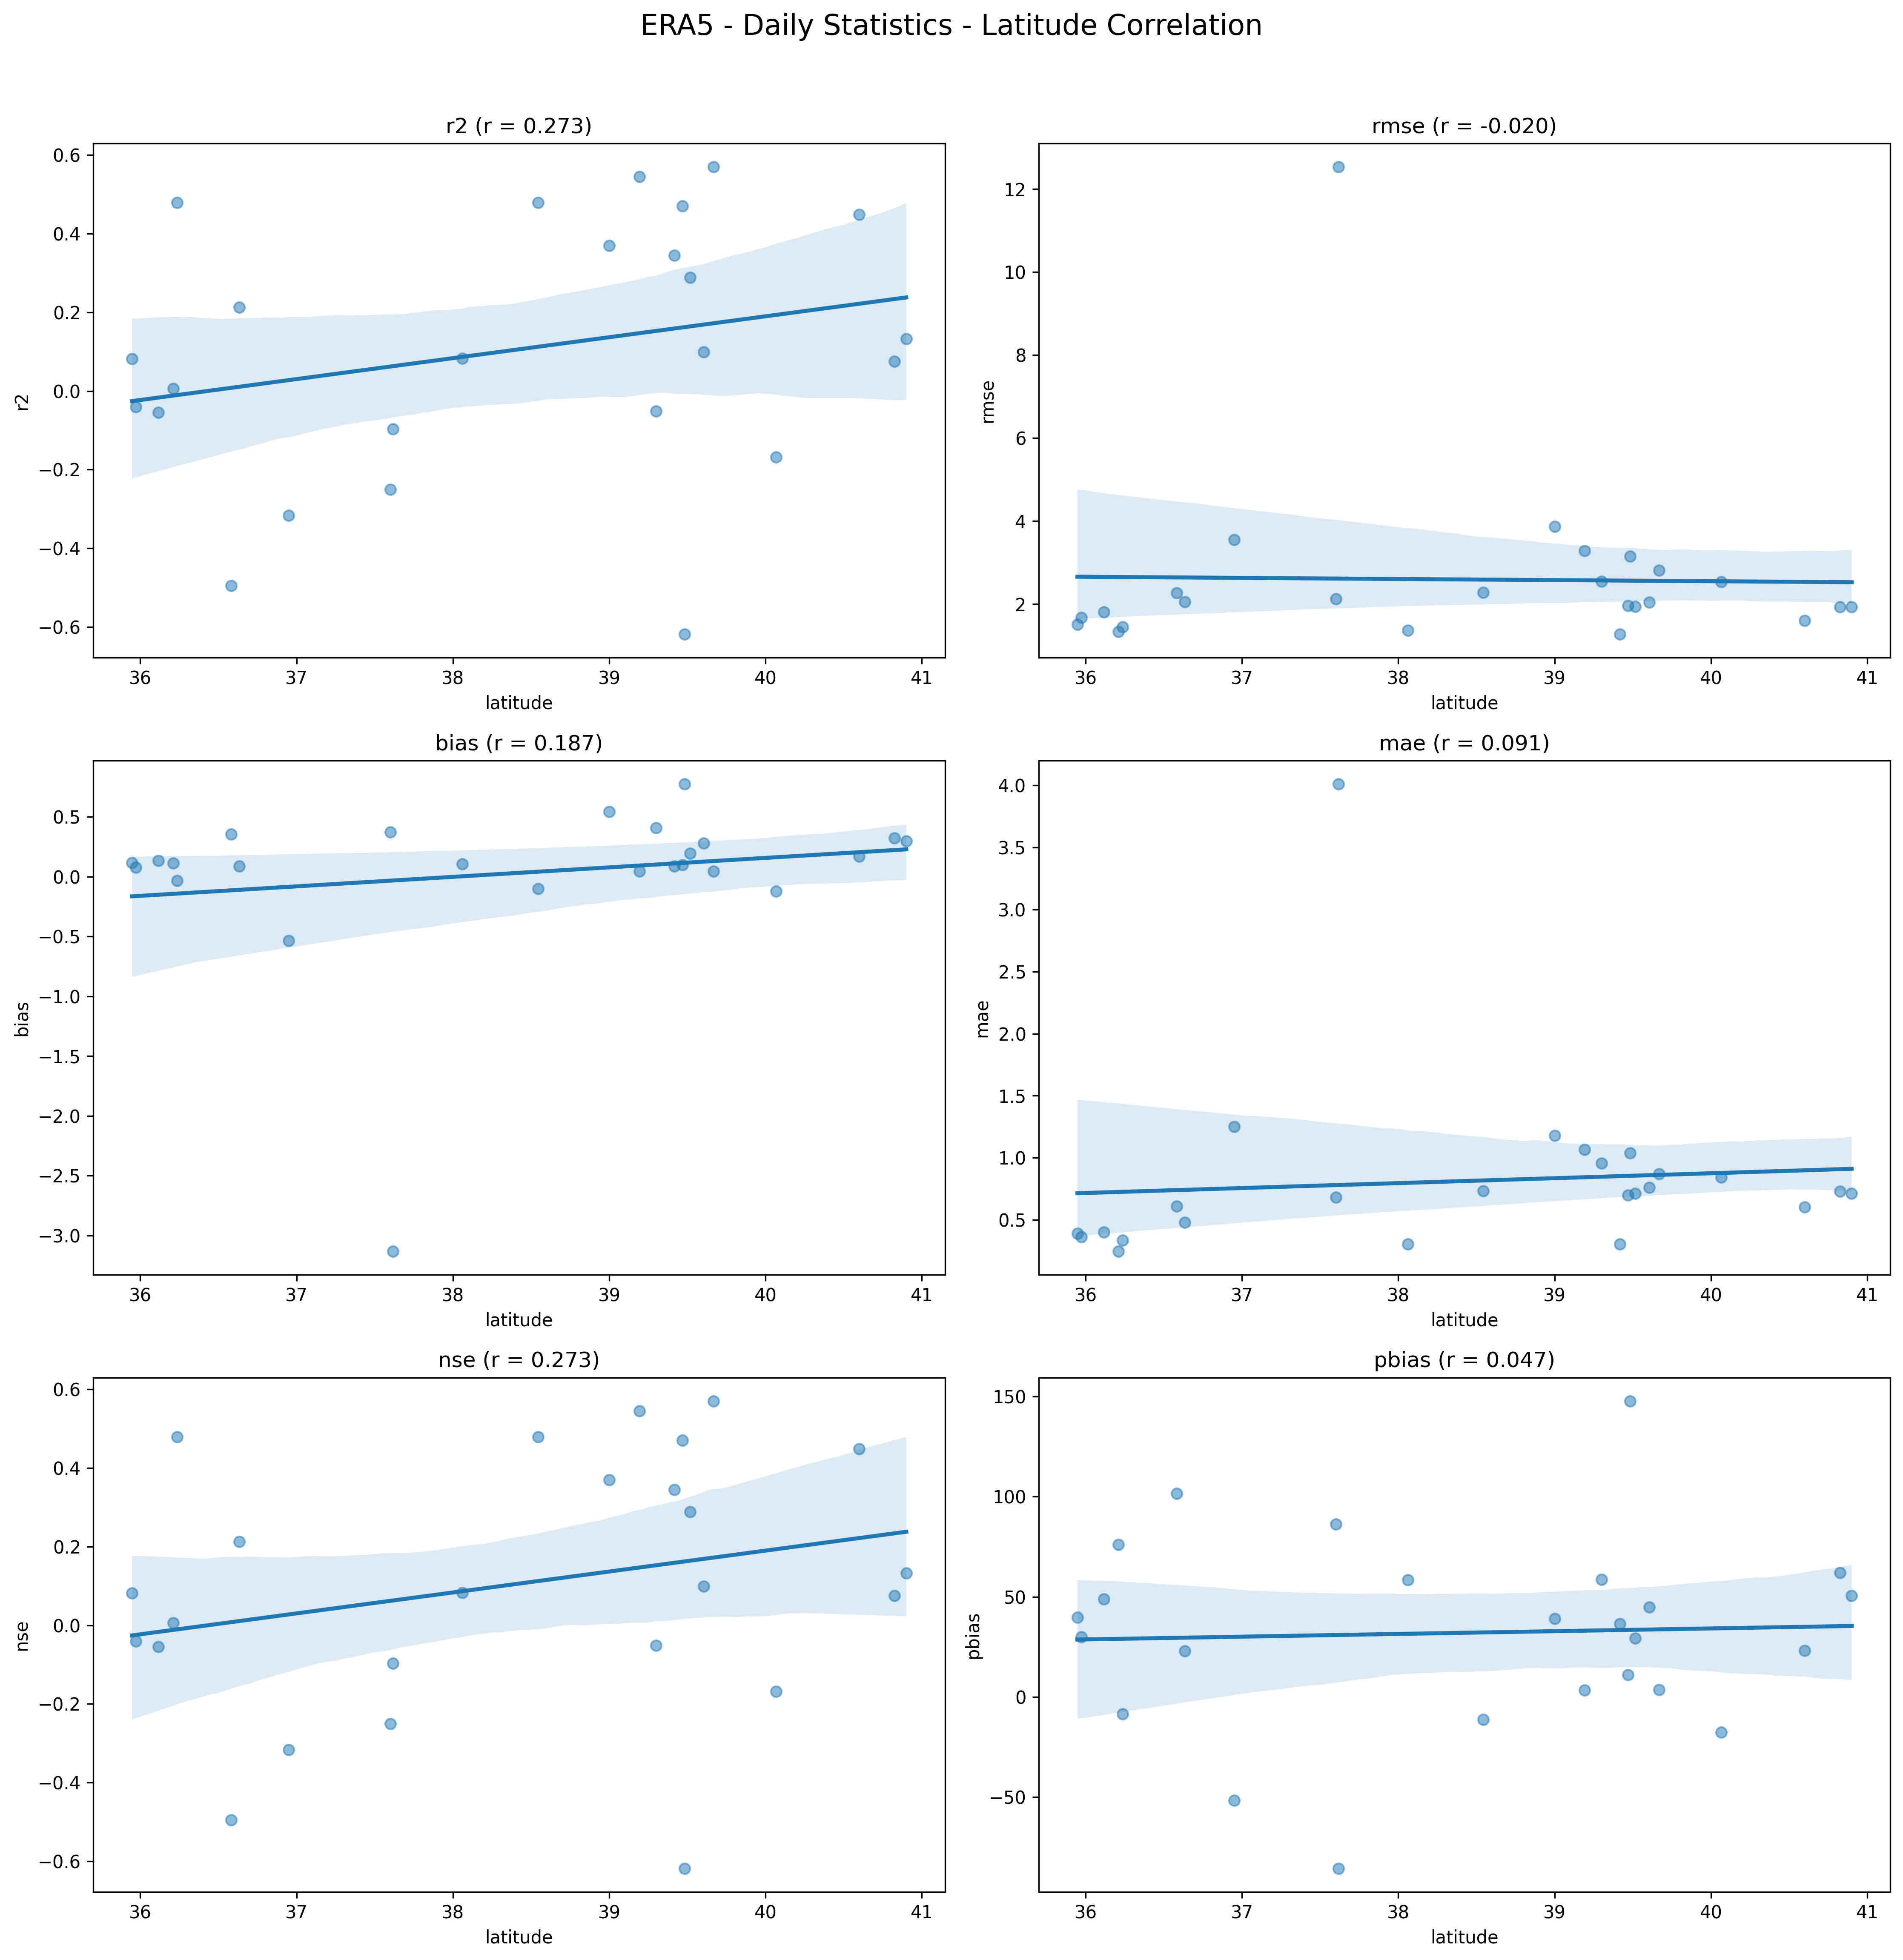 ERA5 - Daily Statistics - Latitude Correlation
r2 (r = 0.273)
0.6
0.4
0.2
0.0
−0.2
−0.4
−0.6
r2
36 37 38 39 40 41
latitude
rmse (r = -0.020)
12
10
8
6
4
2
rmse
36 37 38 39 40 41
latitude
bias (r = 0.187)
0.5
0.0
−0.5
−1.0
−1.5
−2.0
−2.5
−3.0
bias
36 37 38 39 40 41
latitude
mae (r = 0.091)
4.0
3.5
3.0
2.5
2.0
1.5
1.0
0.5
mae
36 37 38 39 40 41
latitude
nse (r = 0.273)
0.6
0.4
0.2
0.0
−0.2
−0.4
−0.6
nse
36 37 38 39 40 41
latitude
pbias (r = 0.047)
150
100
50
0
−50
pbias
36 37 38 39 40 41
latitude